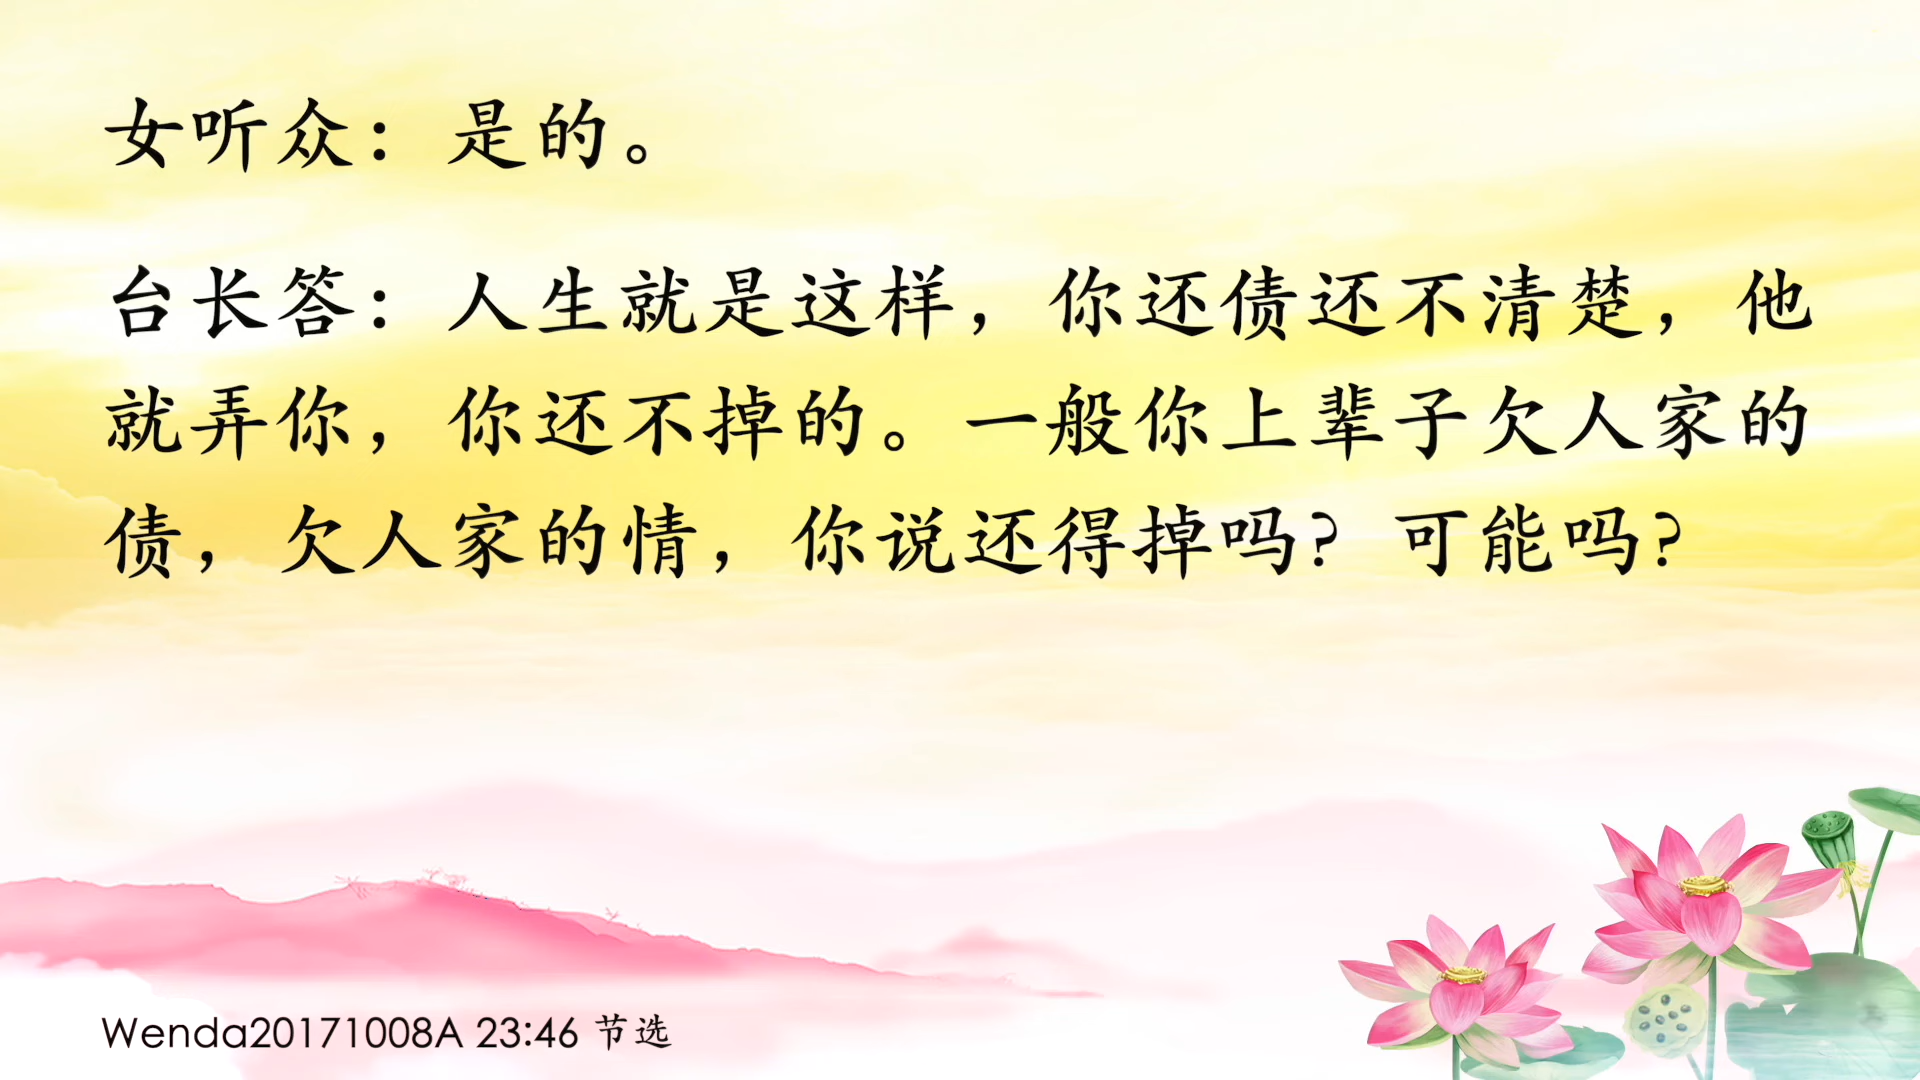 女听众：是的。
台长答：人生就是这样，你还债还不清楚，他
就弄你，你还不掉的。一般你上辈子欠人家的
债，欠人家的情，你说还得掉吗？可能吗？
Wenda20171008A 23:46 节选